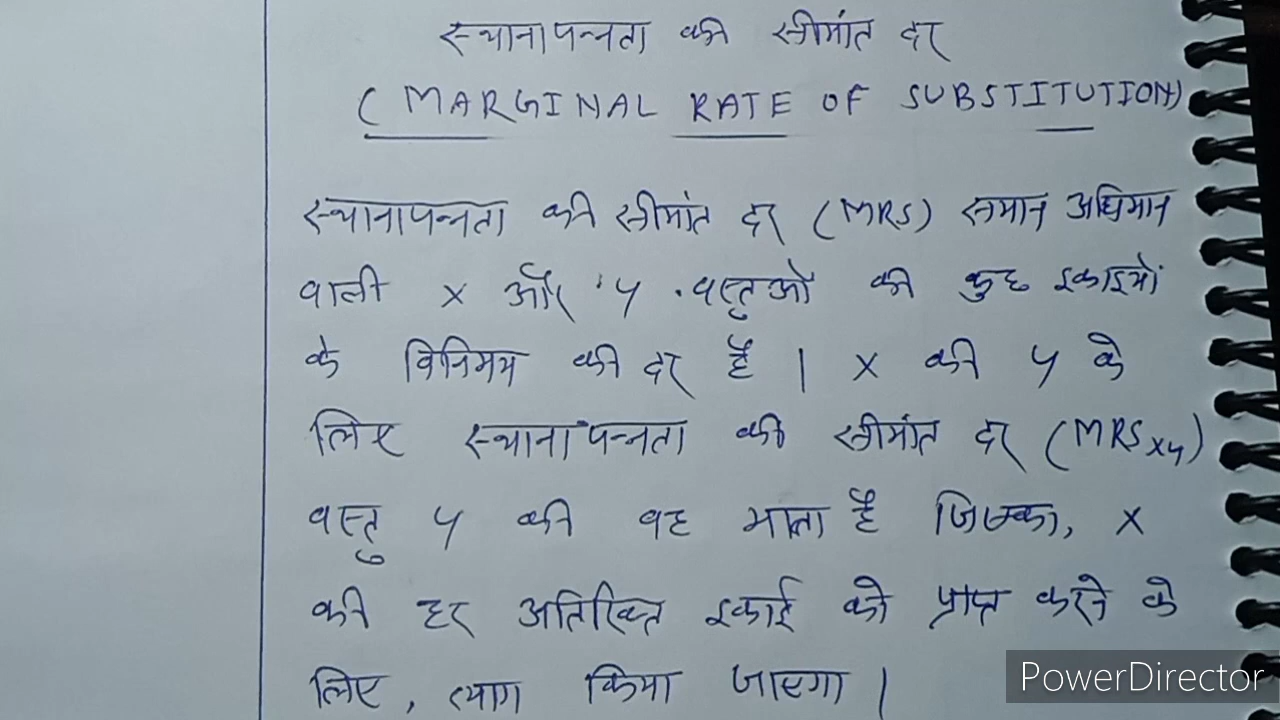 स्थानापन्नता की सीमांत दर
(MARGINAL RATE OF SUBSTITUTION)
स्थानापन्नता की सीमांत दर (MRS) समान अधिमान
वाली X और 'Y . वस्तुओं की कुछ इकाइयों
के विनिमय की दर है । X की Y के
लिए स्थानापन्नता की सीमांत दर (MRSxy)
वस्तु Y की वह मात्रा है जिसका, X
की हर अतिरिक्त इकाई को प्राप्त करने के
लिए, त्याग किया जाएगा ।
PowerDirector